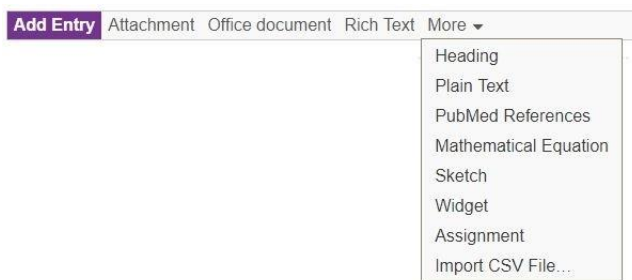 Add Entry Attachment Office document Rich Text More
Heading
Plain Text
PubMed References
Mathematical Equation
Sketch
Widget
Assignment
Import CSV File...